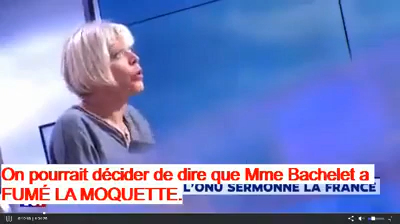 On pourrait décider de dire que Mme Bachelet a
FUMÉ LA MOQUETTE.
L'ONU SERMONNE LA FRANCE